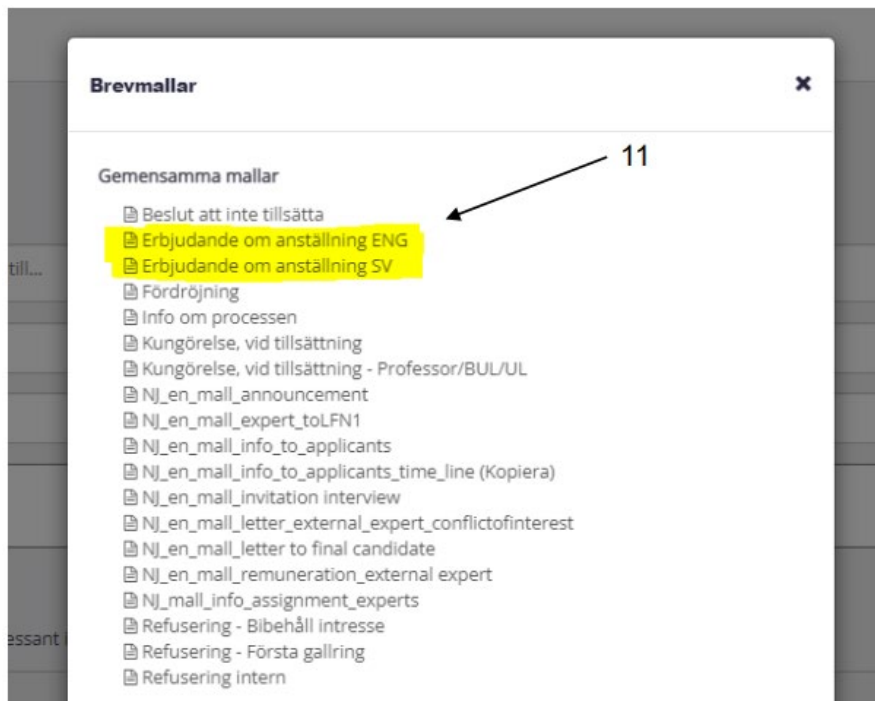 Brevmallar
11
Gemensamma mallar
Beslut att inte tillsätta
Erbjudande om anställning ENG
till...
Erbjudande om anställning SV
Fördröjning
Info om processen
Kungörelse, vid tillsättning
Kungörelse, vid tillsättning - Professor/BUL/UL
NJ_en_mall_announcement
NJ_en_mall_expert_toLFN1
NJ_en_mall_info_to_applicants
NJ_en_mall_info_to_applicants_time_line (Kopiera)
NJ_en_mall_invitation interview
NJ_en_mall_letter_external_expert_conflictofinterest
NJ_en_mall_letter to final candidate
NJ_en_mall_remuneration_external expert
NJ_mall_info_assignment_experts
Refusering - Bibehåll intresse
essant i
Refusering - Första gallring
Refusering intern